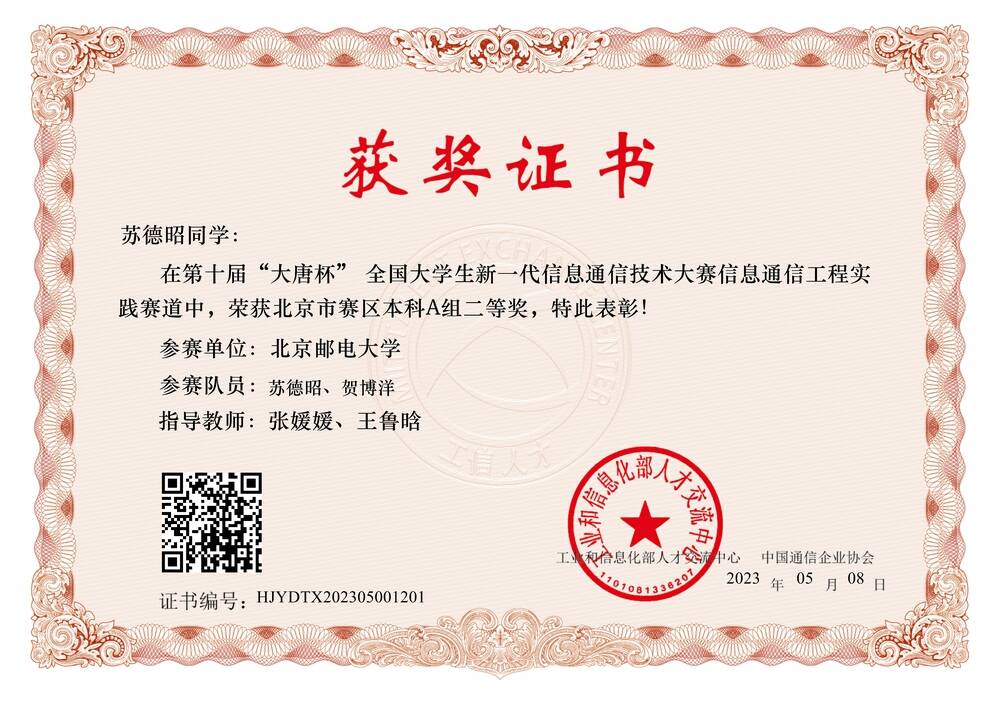 获奖证书
苏德昭同学：
在第十届“大唐杯” 全国大学生新一代信息通信技术大赛信息通信工程实
践赛道中，荣获北京市赛区本科A组二等奖，特此表彰！
参赛单位：北京邮电大学
参赛队员：苏德昭、贺博洋
指导教师：张媛媛、王鲁晗
工信人才
工业和信息化部人才交流中心
1101081336207
工业和信息化部人才交流中心 中国通信企业协会
2023 年 05 月 08 日
证书编号：HJYDTX202305001201